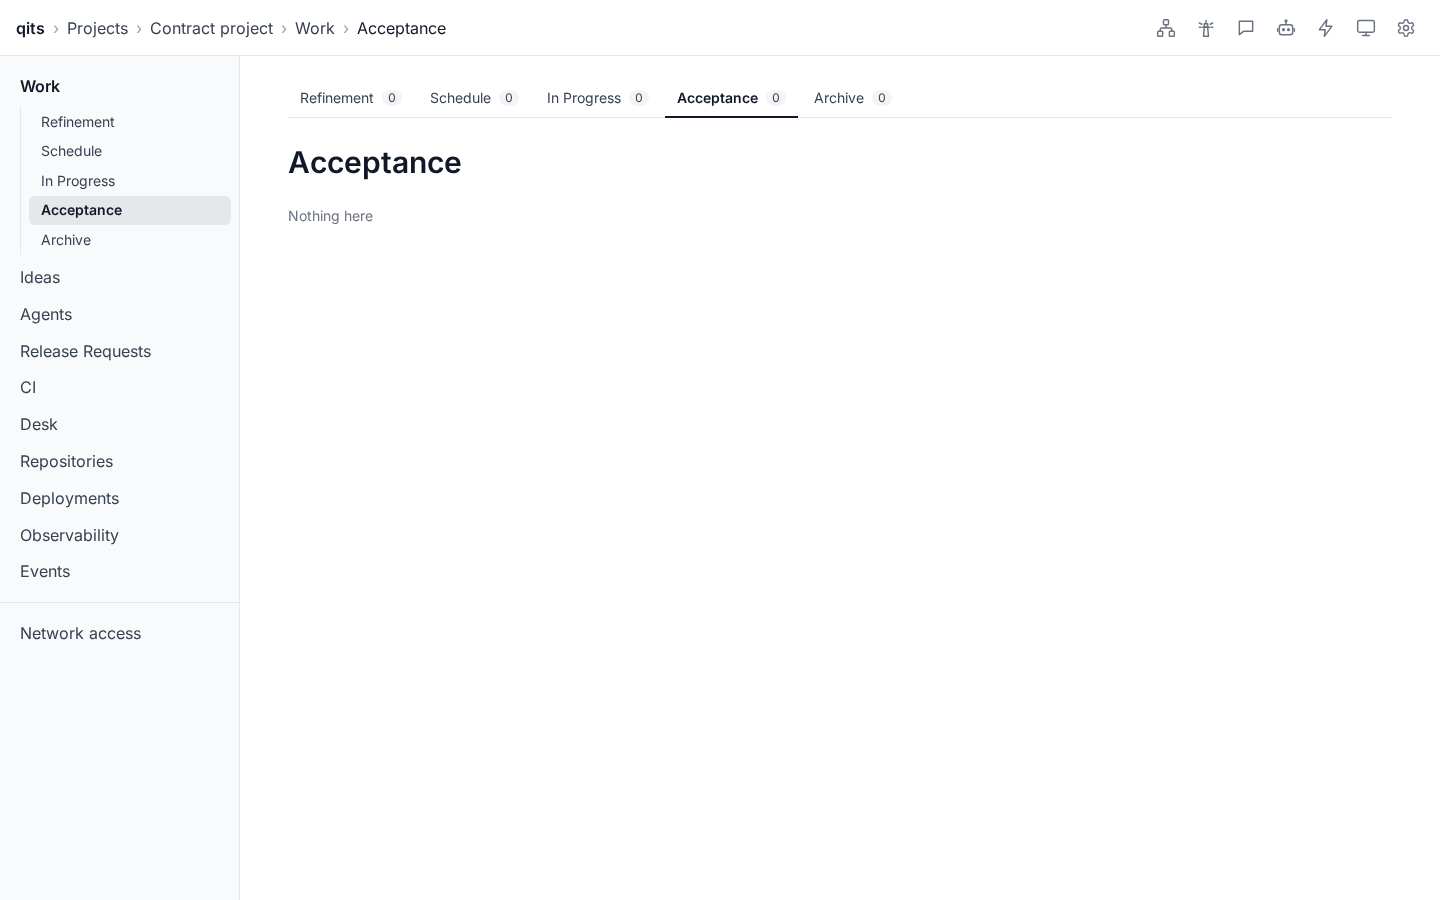 qits › Projects › Contract project › Work › Acceptance
Work
Refinement
Schedule
In Progress
Acceptance
Archive
Ideas
Agents
Release Requests
CI
Desk
Repositories
Deployments
Observability
Events
Network access
Refinement 0 Schedule 0 In Progress 0 Acceptance 0 Archive 0
Acceptance
Nothing here